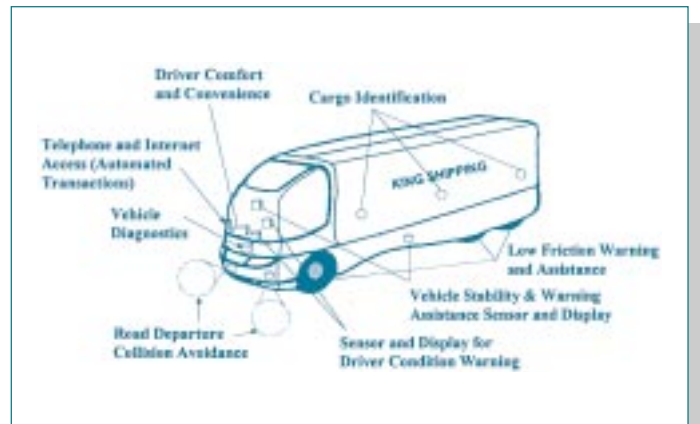 Driver Comfort
and Convenience
Cargo Identification
Telephone and Internet
Access (Automated
Transactions)
KING SHIPPING
Vehicle
Diagnostics
Low Friction Warning
and Assistance
Vehicle Stability & Warning
Assistance Sensor and Display
Road Departure
Collision Avoidance
Sensor and Display for
Driver Condition Warning